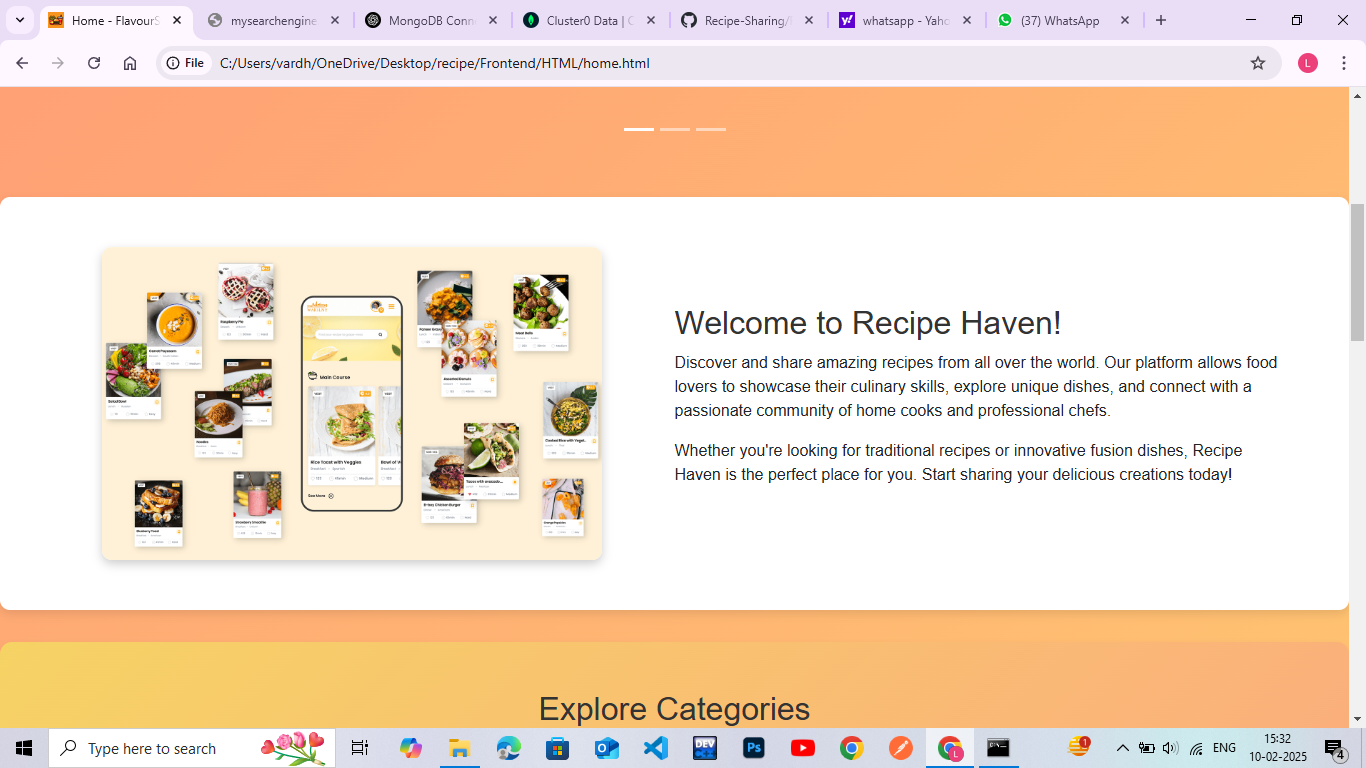 Home - FlavourS
mysearchengine
MongoDB Conn
Cluster0 Data | C
Recipe-Sharing/
whatsapp - Yaho
(37) WhatsApp
File
C:/Users/vardh/OneDrive/Desktop/recipe/Frontend/HTML/home.html
L
Main Course
Rice Toast with Veggies
See More
Welcome to Recipe Haven!
Discover and share amazing recipes from all over the world. Our platform allows food
lovers to showcase their culinary skills, explore unique dishes, and connect with a
passionate community of home cooks and professional chefs.
Whether you're looking for traditional recipes or innovative fusion dishes, Recipe
Haven is the perfect place for you. Start sharing your delicious creations today!
Explore Categories
Type here to search
DEV
Ps
L
1
ENG
15:32
10-02-2025
4